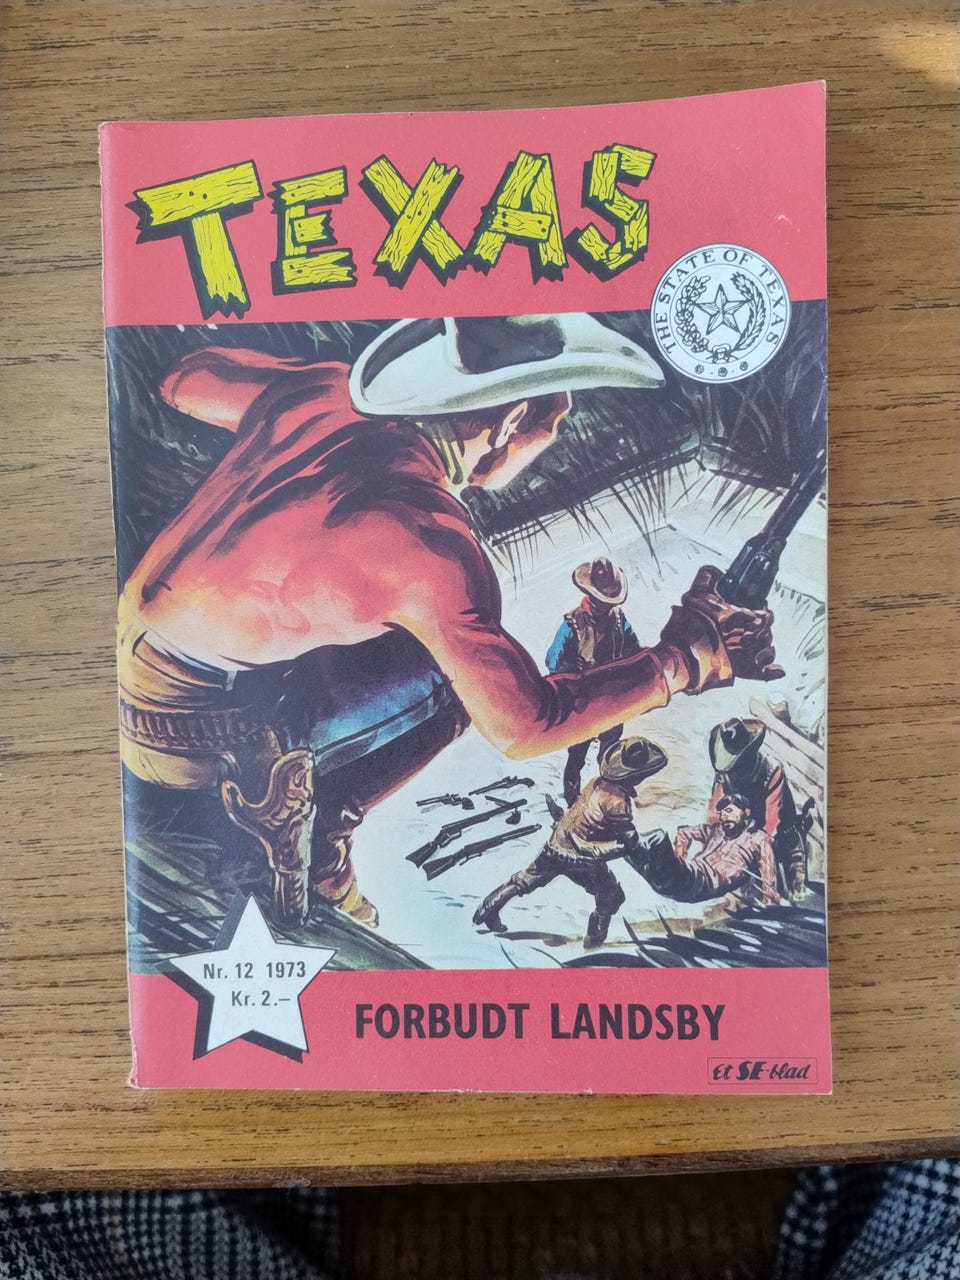 TEXAS
THE STATE OF TEXAS
Nr. 12 1973
Kr. 2.–
FORBUDT LANDSBY
Et SE-blad